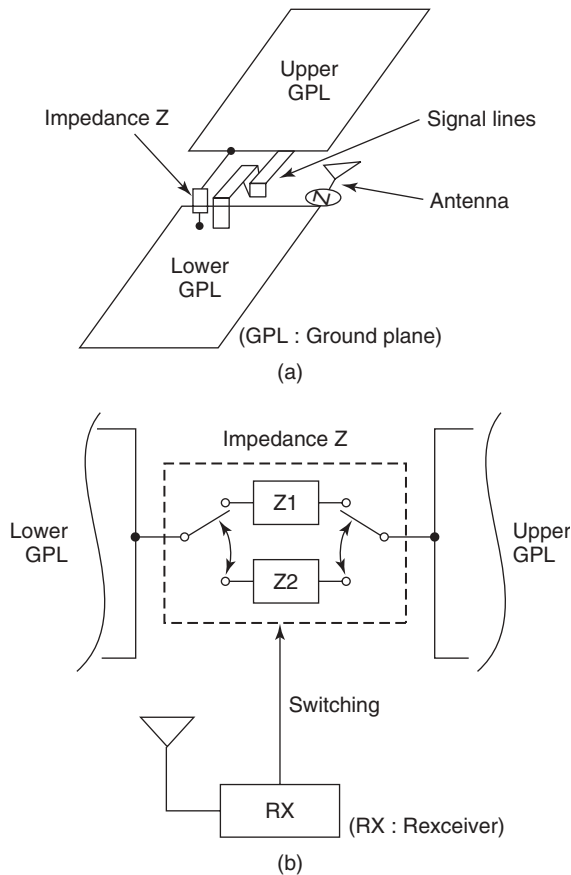 Upper
GPL
Impedance Z
Signal lines
Antenna
Lower
GPL
(GPL : Ground plane)
(a)
Impedance Z
Z1
Lower
GPL
Upper
GPL
Z2
Switching
RX
(RX : Rexceiver)
(b)